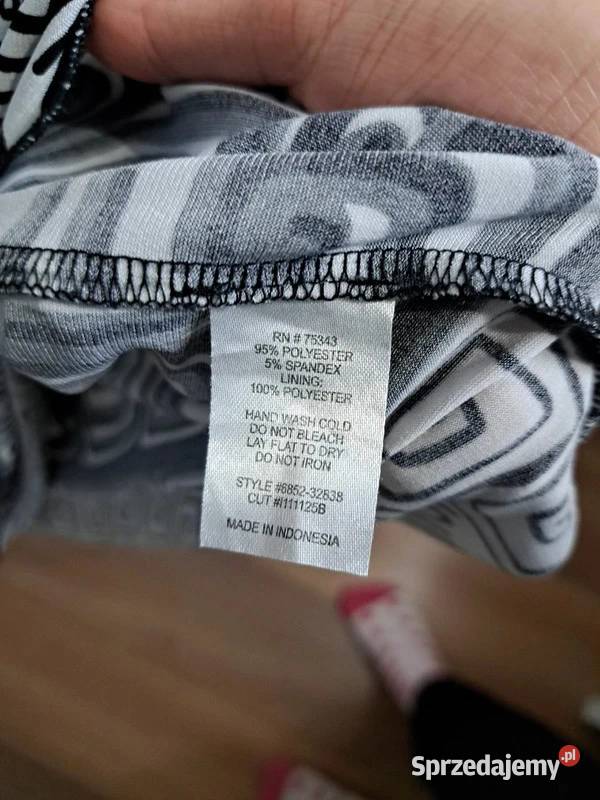 RN # 75343
95% POLYESTER
5% SPANDEX
LINING:
100% POLYESTER
HAND WASH COLD
DO NOT BLEACH
LAY FLAT TO DRY
DO NOT IRON
STYLE #6852-32838
CUT #I111125B
MADE IN INDONESIA
Sprzedajemy.pl